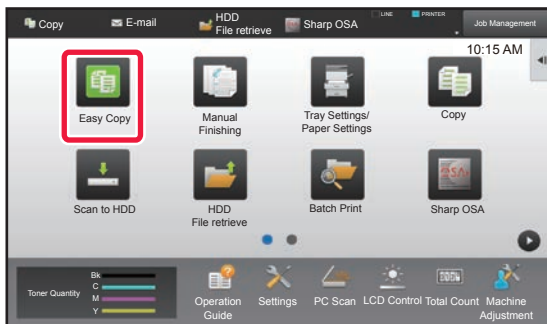 Copy
E-mail
HDD
File retrieve
Sharp OSA
LINE
PRINTER
Job Management
10:15 AM
Easy Copy
Manual
Finishing
Tray Settings/
Paper Settings
Copy
Scan to HDD
HDD
File retrieve
Batch Print
Sharp OSA
Toner Quantity
Bk
C
M
Y
Operation
Guide
Settings
PC Scan
LCD Control
Total Count
Machine
Adjustment